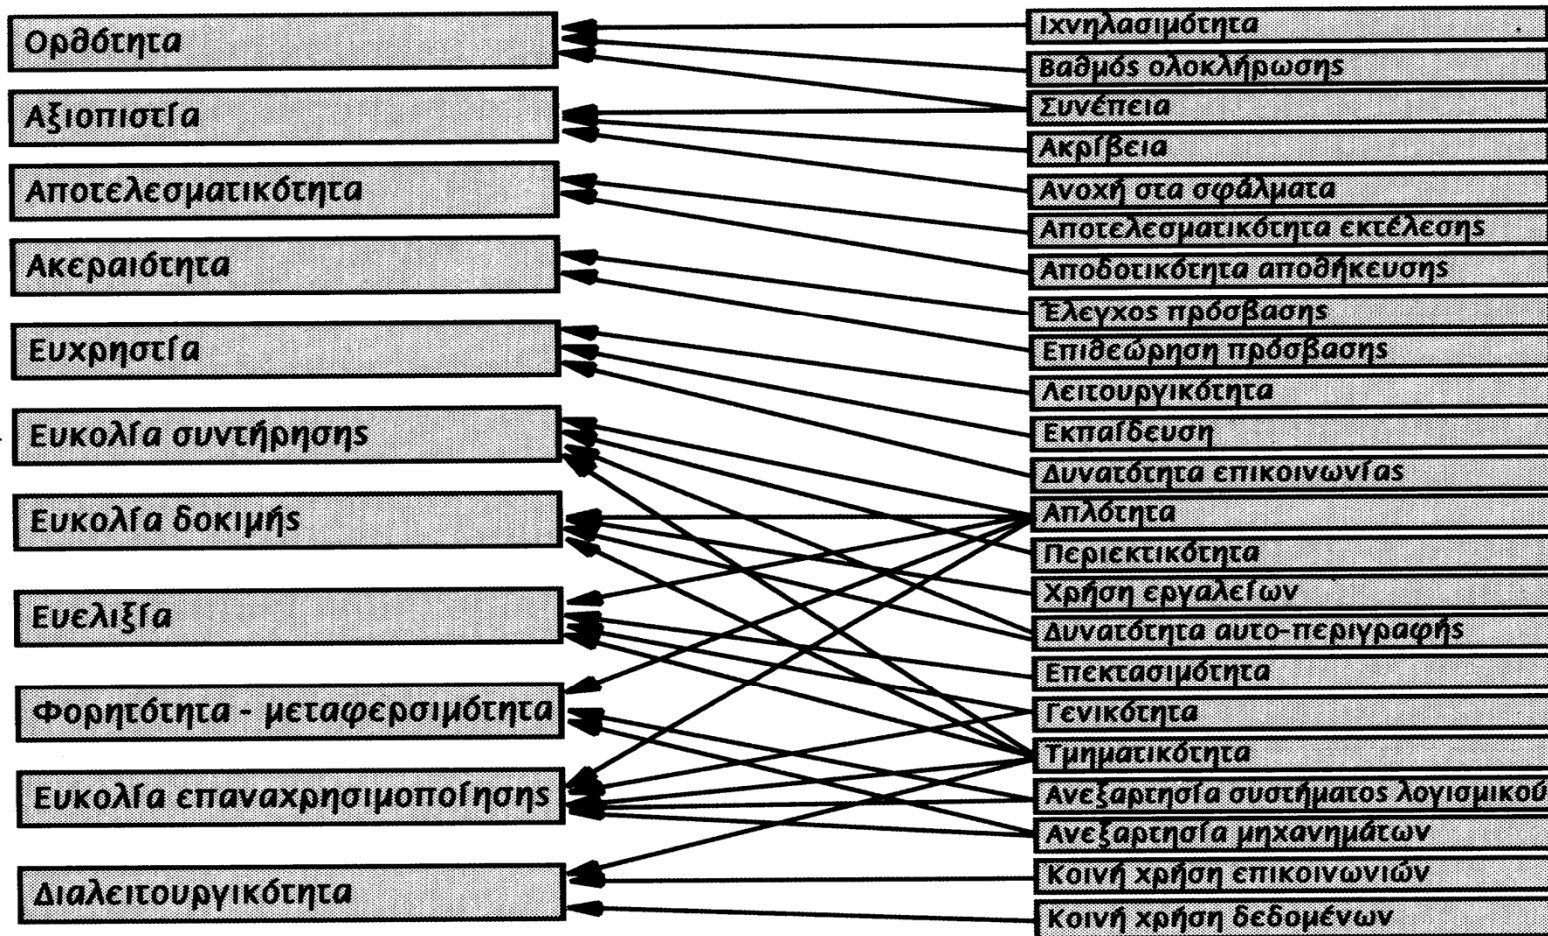 Ορθότητα
Αξιοπιστία
Αποτελεσματικότητα
Ακεραιότητα
Ευχρηστία
Ευκολία συντήρησης
Ευκολία δοκιμής
Ευελιξία
Φορητότητα - μεταφερσιμότητα
Ευκολία επαναχρησιμοποίησης
Διαλειτουργικότητα
Ιχνηλασιμότητα
Βαθμός ολοκλήρωσης
Συνέπεια
Ακρίβεια
Ανοχή στα σφάλματα
Αποτελεσματικότητα εκτέλεσης
Αποδοτικότητα αποθήκευσης
Έλεγχος πρόσβασης
Επιθεώρηση πρόσβασης
Λειτουργικότητα
Εκπαίδευση
Δυνατότητα επικοινωνίας
Απλότητα
Περιεκτικότητα
Χρήση εργαλείων
Δυνατότητα αυτο-περιγραφής
Επεκτασιμότητα
Γενικότητα
Τμηματικότητα
Ανεξαρτησία συστήματος λογισμικού
Ανεξαρτησία μηχανημάτων
Κοινή χρήση επικοινωνιών
Κοινή χρήση δεδομένων